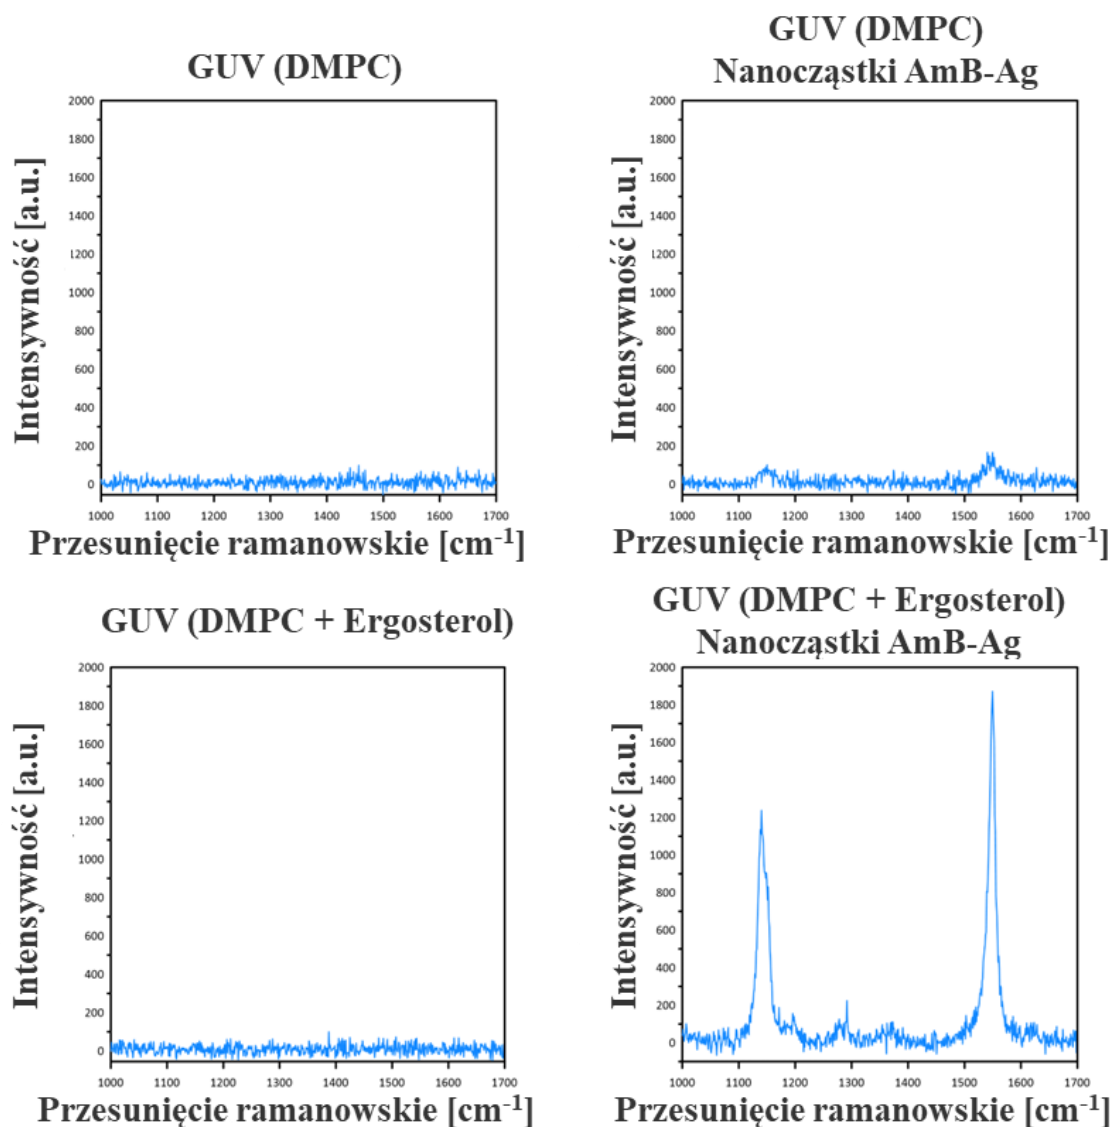 GUV (DMPC)
2000
1800
1600
1400
1200
1000
800
600
400
200
0
1000 1100 1200 1300 1400 1500 1600 1700
Intensywność [a.u.]
Przesunięcie ramanowskie [cm⁻¹]
GUV (DMPC)
Nanocząstki AmB-Ag
2000
1800
1600
1400
1200
1000
800
600
400
200
0
1000 1100 1200 1300 1400 1500 1600 1700
Intensywność [a.u.]
Przesunięcie ramanowskie [cm⁻¹]
GUV (DMPC + Ergosterol)
2000
1800
1600
1400
1200
1000
800
600
400
200
0
1000 1100 1200 1300 1400 1500 1600 1700
Intensywność [a.u.]
Przesunięcie ramanowskie [cm⁻¹]
GUV (DMPC + Ergosterol)
Nanocząstki AmB-Ag
2000
1800
1600
1400
1200
1000
800
600
400
200
0
1000 1100 1200 1300 1400 1500 1600 1700
Intensywność [a.u.]
Przesunięcie ramanowskie [cm⁻¹]